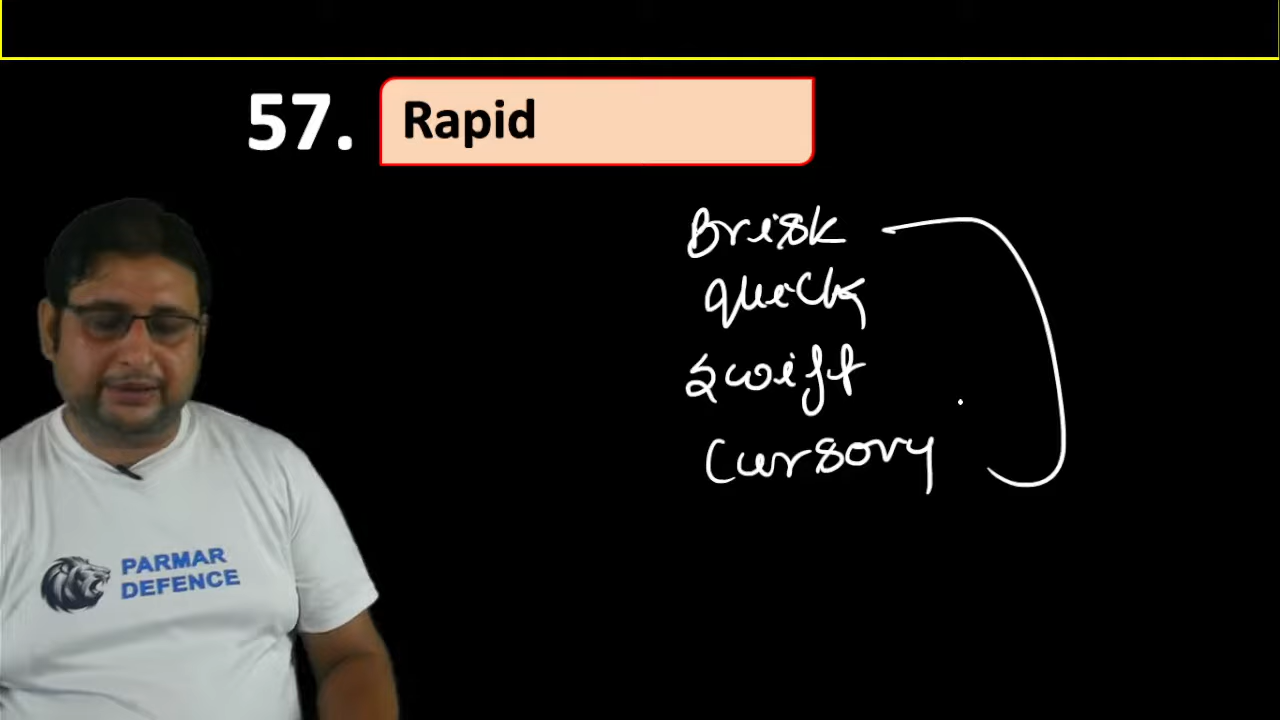 57. Rapid
Brisk
quick
swift
Cursory
PARMAR
DEFENCE